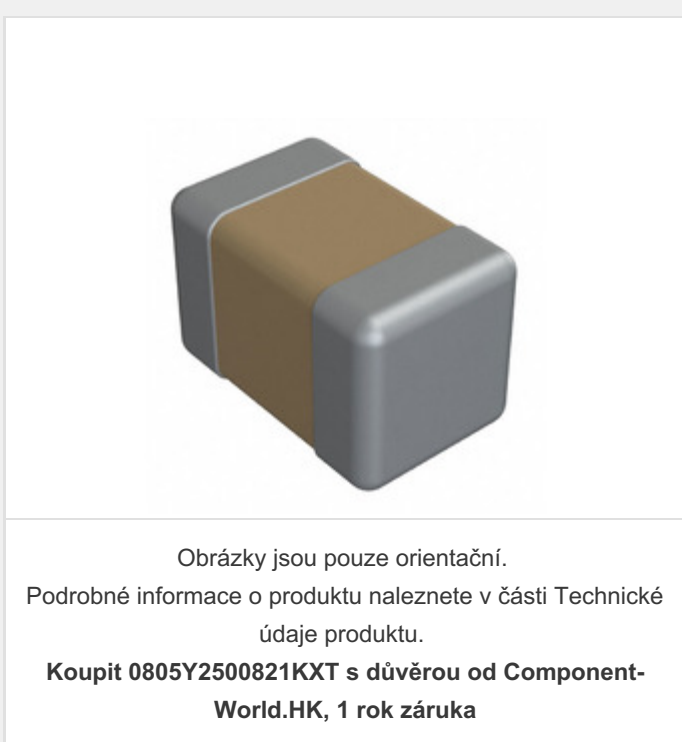 Obrázky jsou pouze orientační.
Podrobné informace o produktu naleznete v části Technické
údaje produktu.
Koupit 0805Y2500821KXT s důvěrou od Component-
World.HK, 1 rok záruka